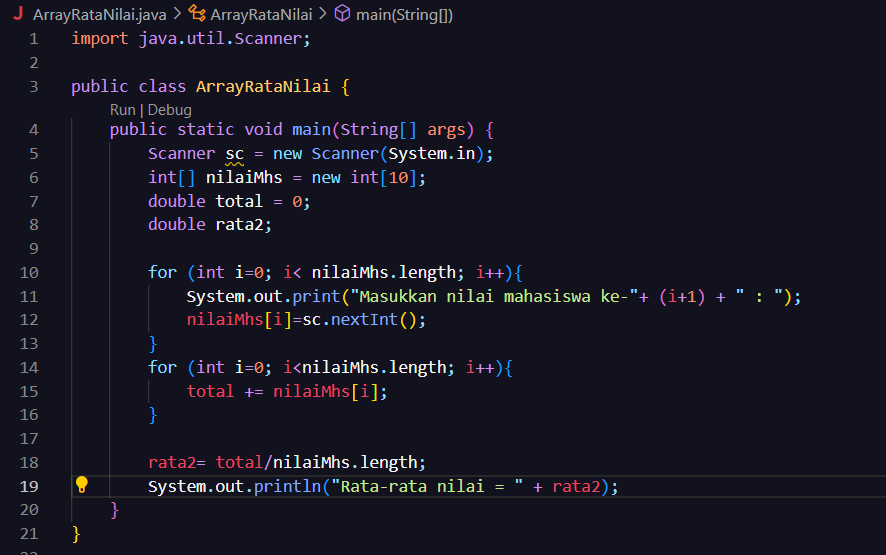 J ArrayRataNilai.java > ArrayRataNilai > main(String[])
1 import java.util.Scanner;
2
3 public class ArrayRataNilai {
Run | Debug
4 public static void main(String[] args) {
5 Scanner sc = new Scanner(System.in);
6 int[] nilaiMhs = new int[10];
7 double total = 0;
8 double rata2;
9
10 for (int i=0; i< nilaiMhs.length; i++){
11 System.out.print("Masukkan nilai mahasiswa ke-"+ (i+1) + " : ");
12 nilaiMhs[i]=sc.nextInt();
13 }
14 for (int i=0; i<nilaiMhs.length; i++){
15 total += nilaiMhs[i];
16 }
17
18 rata2= total/nilaiMhs.length;
19 System.out.println("Rata-rata nilai = " + rata2);
20 }
21 }